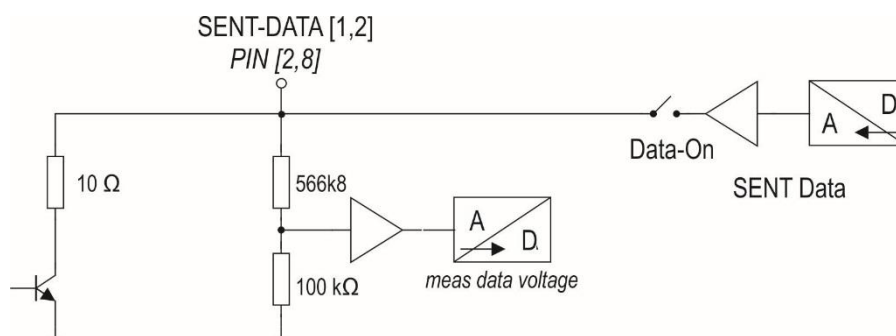 SENT-DATA [1,2]
PIN [2,8]
10 Ω
566k8
Data-On
A
D
SENT Data
A
D
100 kΩ
meas data voltage